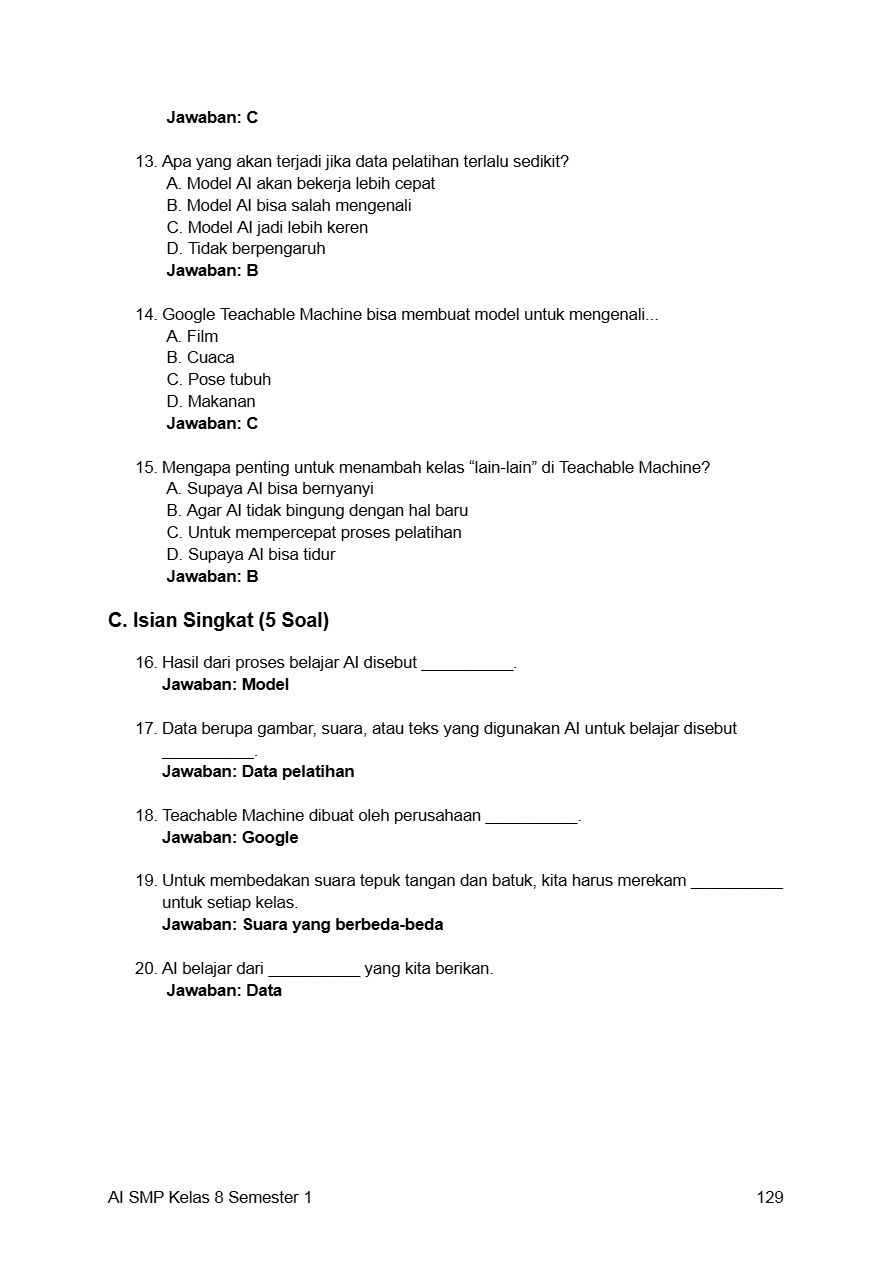 Jawaban: C
13. Apa yang akan terjadi jika data pelatihan terlalu sedikit?
A. Model AI akan bekerja lebih cepat
B. Model AI bisa salah mengenali
C. Model AI jadi lebih keren
D. Tidak berpengaruh
Jawaban: B
14. Google Teachable Machine bisa membuat model untuk mengenali...
A. Film
B. Cuaca
C. Pose tubuh
D. Makanan
Jawaban: C
15. Mengapa penting untuk menambah kelas “lain-lain” di Teachable Machine?
A. Supaya AI bisa bernyanyi
B. Agar AI tidak bingung dengan hal baru
C. Untuk mempercepat proses pelatihan
D. Supaya AI bisa tidur
Jawaban: B
C. Isian Singkat (5 Soal)
16. Hasil dari proses belajar AI disebut __________.
Jawaban: Model
17. Data berupa gambar, suara, atau teks yang digunakan AI untuk belajar disebut
__________.
Jawaban: Data pelatihan
18. Teachable Machine dibuat oleh perusahaan __________.
Jawaban: Google
19. Untuk membedakan suara tepuk tangan dan batuk, kita harus merekam __________
untuk setiap kelas.
Jawaban: Suara yang berbeda-beda
20. AI belajar dari __________ yang kita berikan.
Jawaban: Data
AI SMP Kelas 8 Semester 1 129